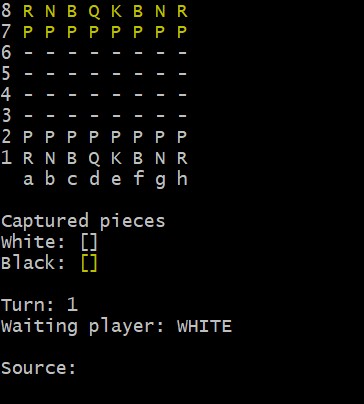 8 R N B Q K B N R
7 P P P P P P P P
6 - - - - - - - -
5 - - - - - - - -
4 - - - - - - - -
3 - - - - - - - -
2 P P P P P P P P
1 R N B Q K B N R
  a b c d e f g h
Captured pieces
White: []
Black: []
Turn: 1
Waiting player: WHITE
Source: